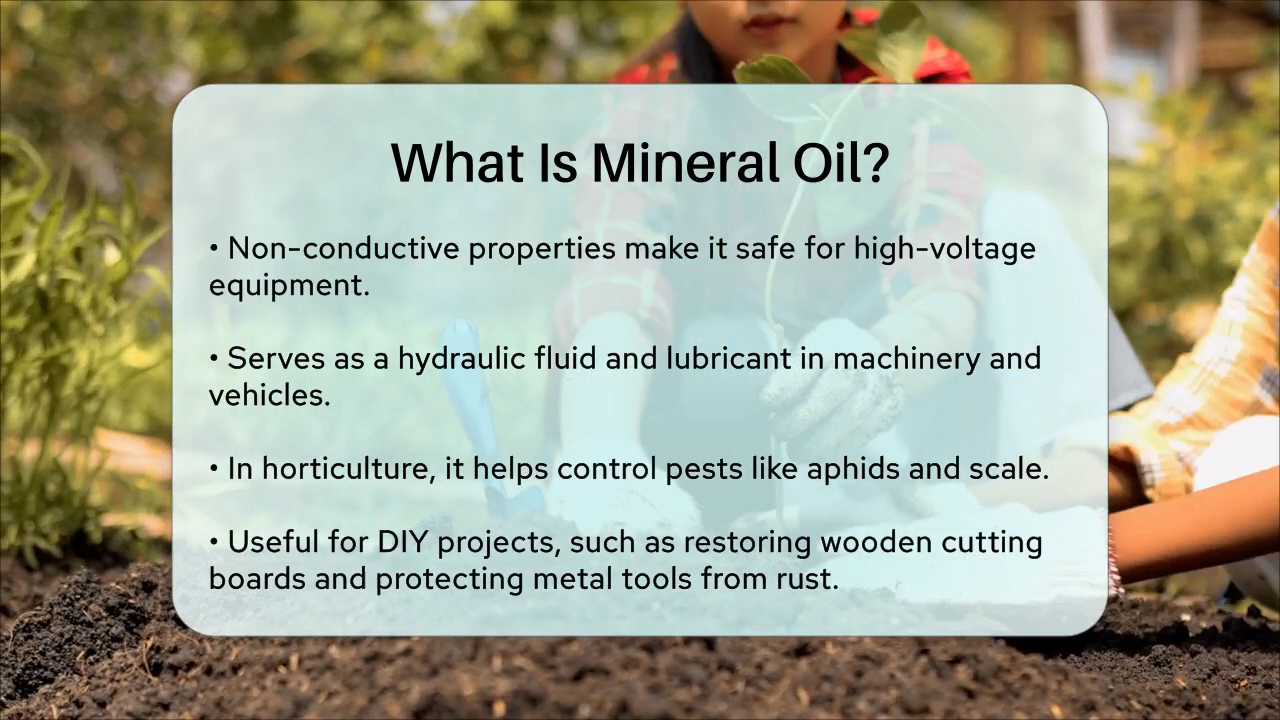 What Is Mineral Oil?
• Non-conductive properties make it safe for high-voltage
equipment.
• Serves as a hydraulic fluid and lubricant in machinery and
vehicles.
• In horticulture, it helps control pests like aphids and scale.
• Useful for DIY projects, such as restoring wooden cutting
boards and protecting metal tools from rust.